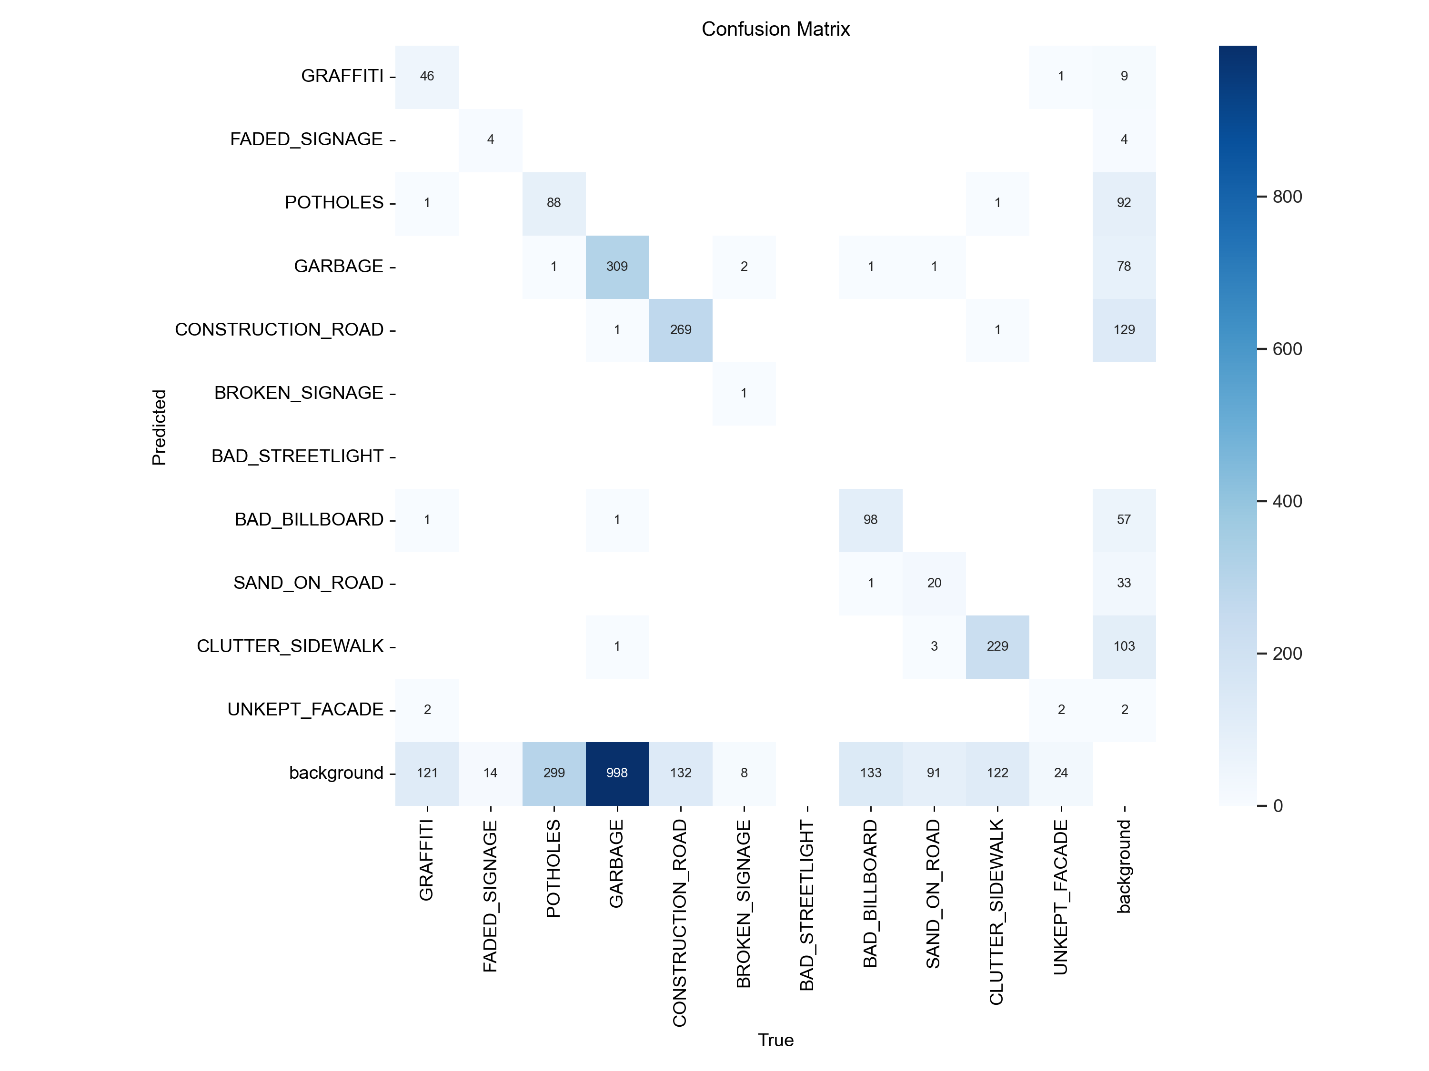 Confusion Matrix
GRAFFITI 46 1 9
FADED_SIGNAGE 4 4
POTHOLES 1 88 1 92
800
GARBAGE 1 309 2 1 1 78
CONSTRUCTION_ROAD 1 269 1 129
600
BROKEN_SIGNAGE 1
Predicted
BAD_STREETLIGHT
400
BAD_BILLBOARD 1 1 98 57
SAND_ON_ROAD 1 20 33
CLUTTER_SIDEWALK 1 3 229 103
200
UNKEPT_FACADE 2 2 2
background 121 14 299 998 132 8 133 91 122 24
0
GRAFFITI
FADED_SIGNAGE
POTHOLES
GARBAGE
CONSTRUCTION_ROAD
BROKEN_SIGNAGE
BAD_STREETLIGHT
BAD_BILLBOARD
SAND_ON_ROAD
CLUTTER_SIDEWALK
UNKEPT_FACADE
background
True